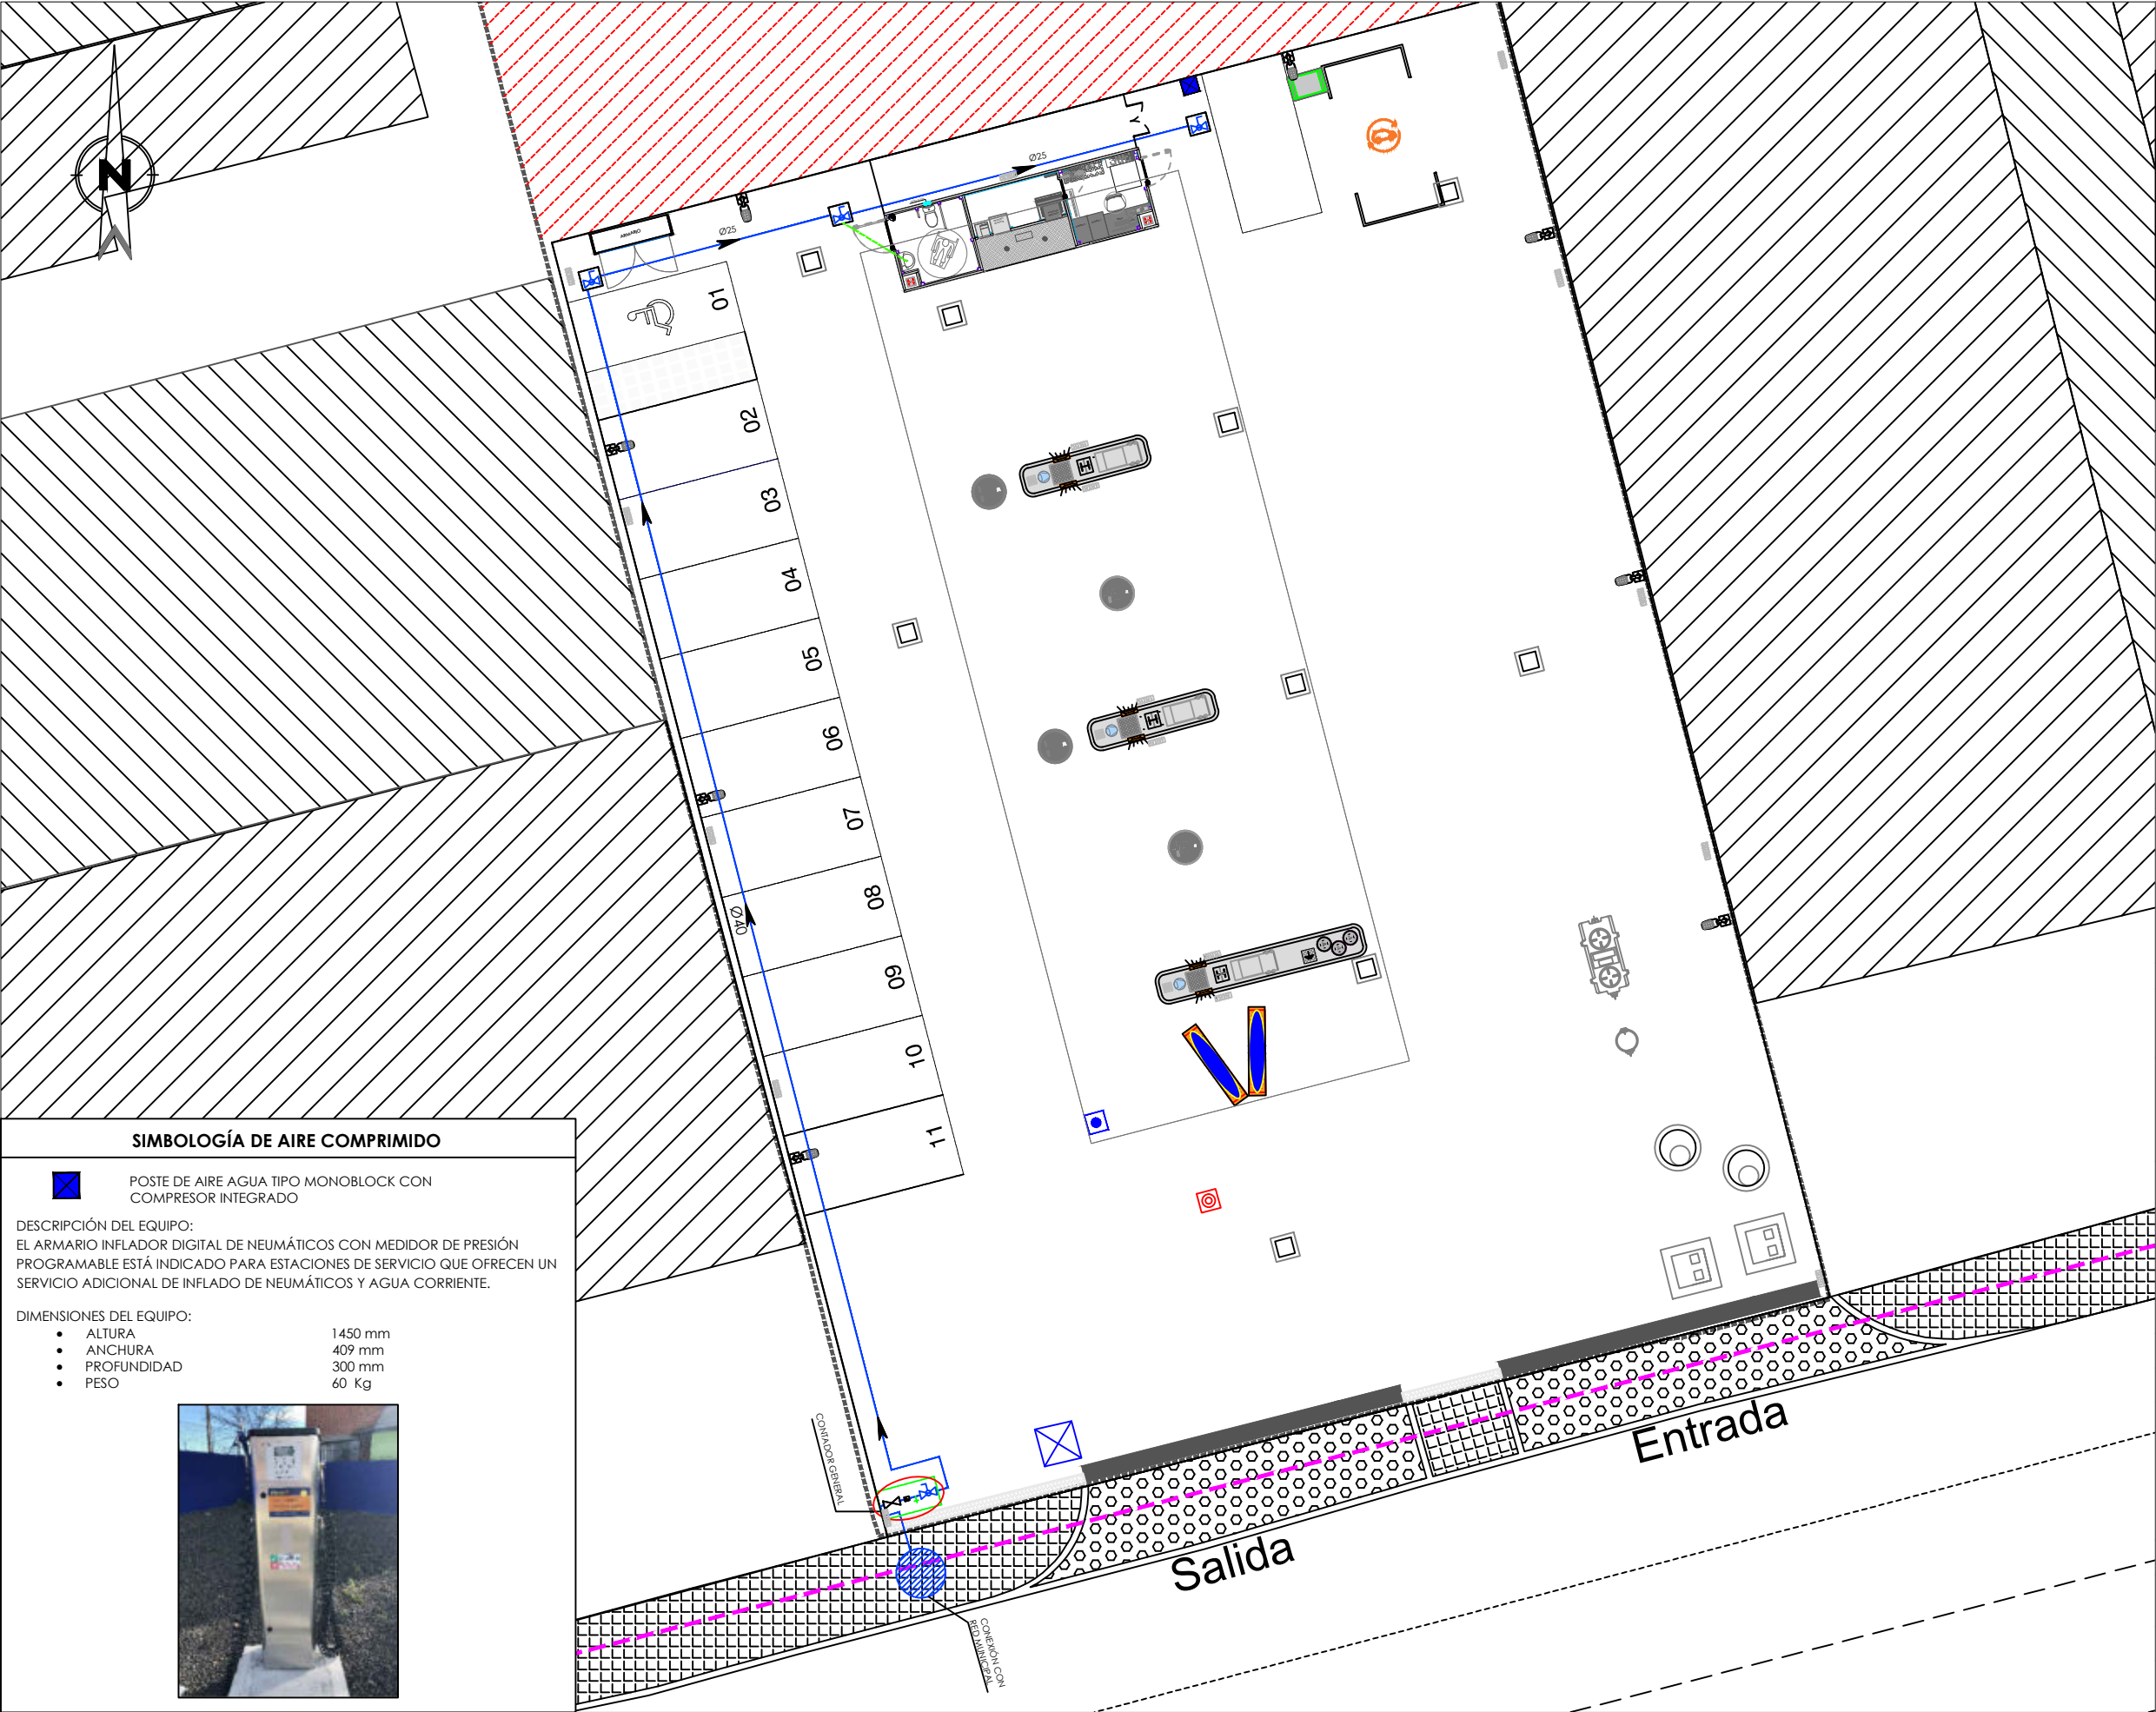 N
ARMARIO
Ø25
Ø25
01
02
03
04
05
06
07
08
09
10
11
Ø40
SIMBOLOGÍA DE AIRE COMPRIMIDO
POSTE DE AIRE AGUA TIPO MONOBLOCK CON
COMPRESOR INTEGRADO
DESCRIPCIÓN DEL EQUIPO:
EL ARMARIO INFLADOR DIGITAL DE NEUMÁTICOS CON MEDIDOR DE PRESIÓN
PROGRAMABLE ESTÁ INDICADO PARA ESTACIONES DE SERVICIO QUE OFRECEN UN
SERVICIO ADICIONAL DE INFLADO DE NEUMÁTICOS Y AGUA CORRIENTE.
DIMENSIONES DEL EQUIPO:
• ALTURA 1450 mm
• ANCHURA 409 mm
• PROFUNDIDAD 300 mm
• PESO 60 Kg
CONTADOR GENERAL
CONEXIÓN CON
RED MUNICIPAL
Salida
Entrada